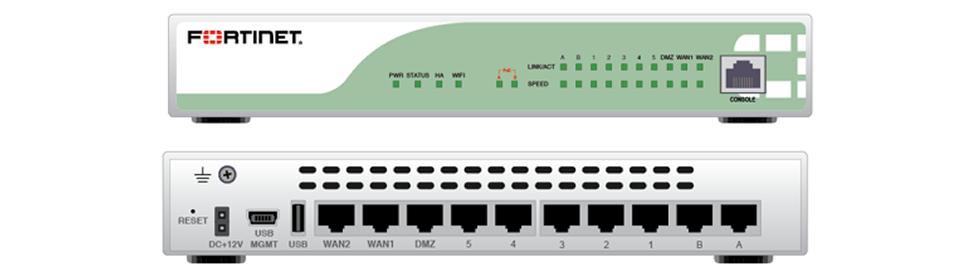 FORTINET.
A B 1 2 3 4 5 DMZ WAN1 WAN2
LINK/ACT
PWR STATUS HA WIFI
PoE
SPEED
CONSOLE
RESET
DC+12V
USB
MGMT
USB
WAN2 WAN1 DMZ 5 4 3 2 1 B A